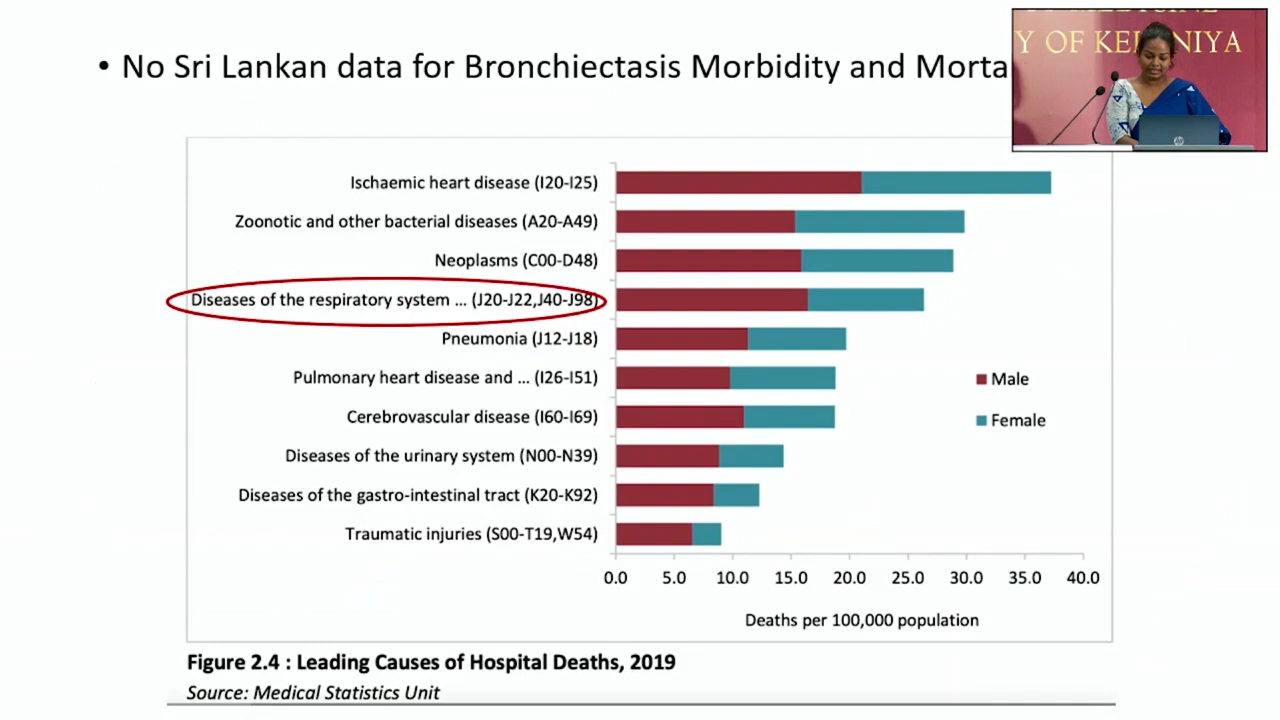 • No Sri Lankan data for Bronchiectasis Morbidity and
Y OF KEL NIYA
Ischaemic heart disease (I20-I25)
Zoonotic and other bacterial diseases (A20-A49)
Neoplasms (C00-D48)
Diseases of the respiratory system ... (J20-J22,J40-J98)
Pneumonia (J12-J18)
Pulmonary heart disease and ... (I26-I51)
Cerebrovascular disease (I60-I69)
Diseases of the urinary system (N00-N39)
Diseases of the gastro-intestinal tract (K20-K92)
Traumatic injuries (S00-T19,W54)
Male
Female
0.0 5.0 10.0 15.0 20.0 25.0 30.0 35.0 40.0
Deaths per 100,000 population
Figure 2.4 : Leading Causes of Hospital Deaths, 2019
Source: Medical Statistics Unit
hp